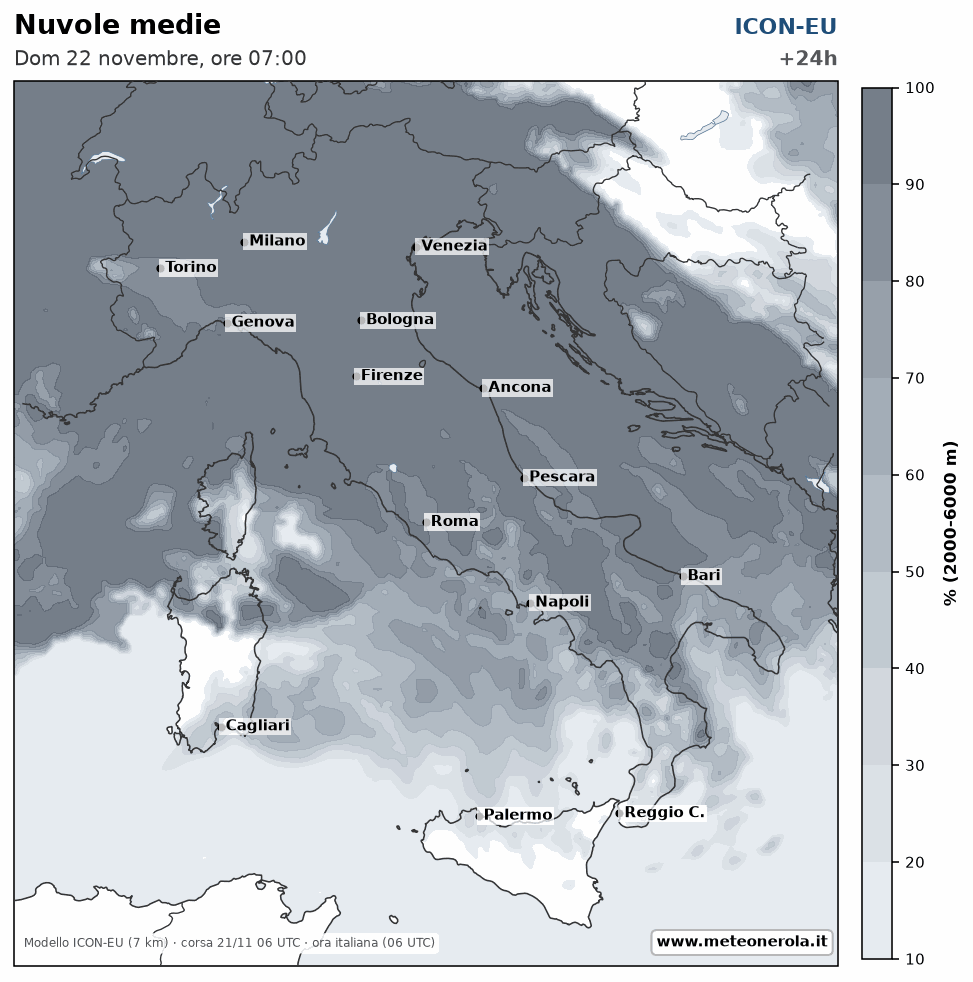 Nuvole medie
ICON-EU
Dom 22 novembre, ore 07:00
+24h
100
90
80
70
60
50
40
30
20
10
% (2000-6000 m)
Milano
Venezia
Torino
Genova
Bologna
Firenze
Ancona
Pescara
Roma
Bari
Napoli
Cagliari
Palermo
Reggio C.
Modello ICON-EU (7 km) · corsa 21/11 06 UTC · ora italiana (06 UTC)
www.meteonerola.it